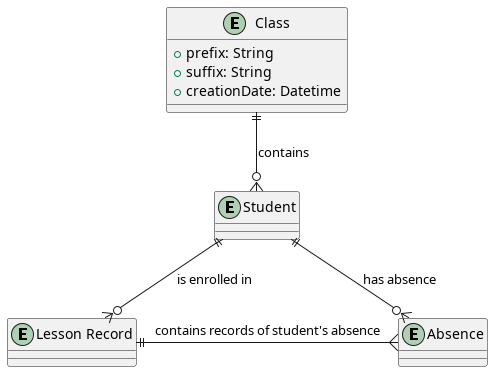 E Class
prefix: String
suffix: String
creationDate: Datetime
contains
E Student
is enrolled in
has absence
contains records of student's absence
E Lesson Record
E Absence